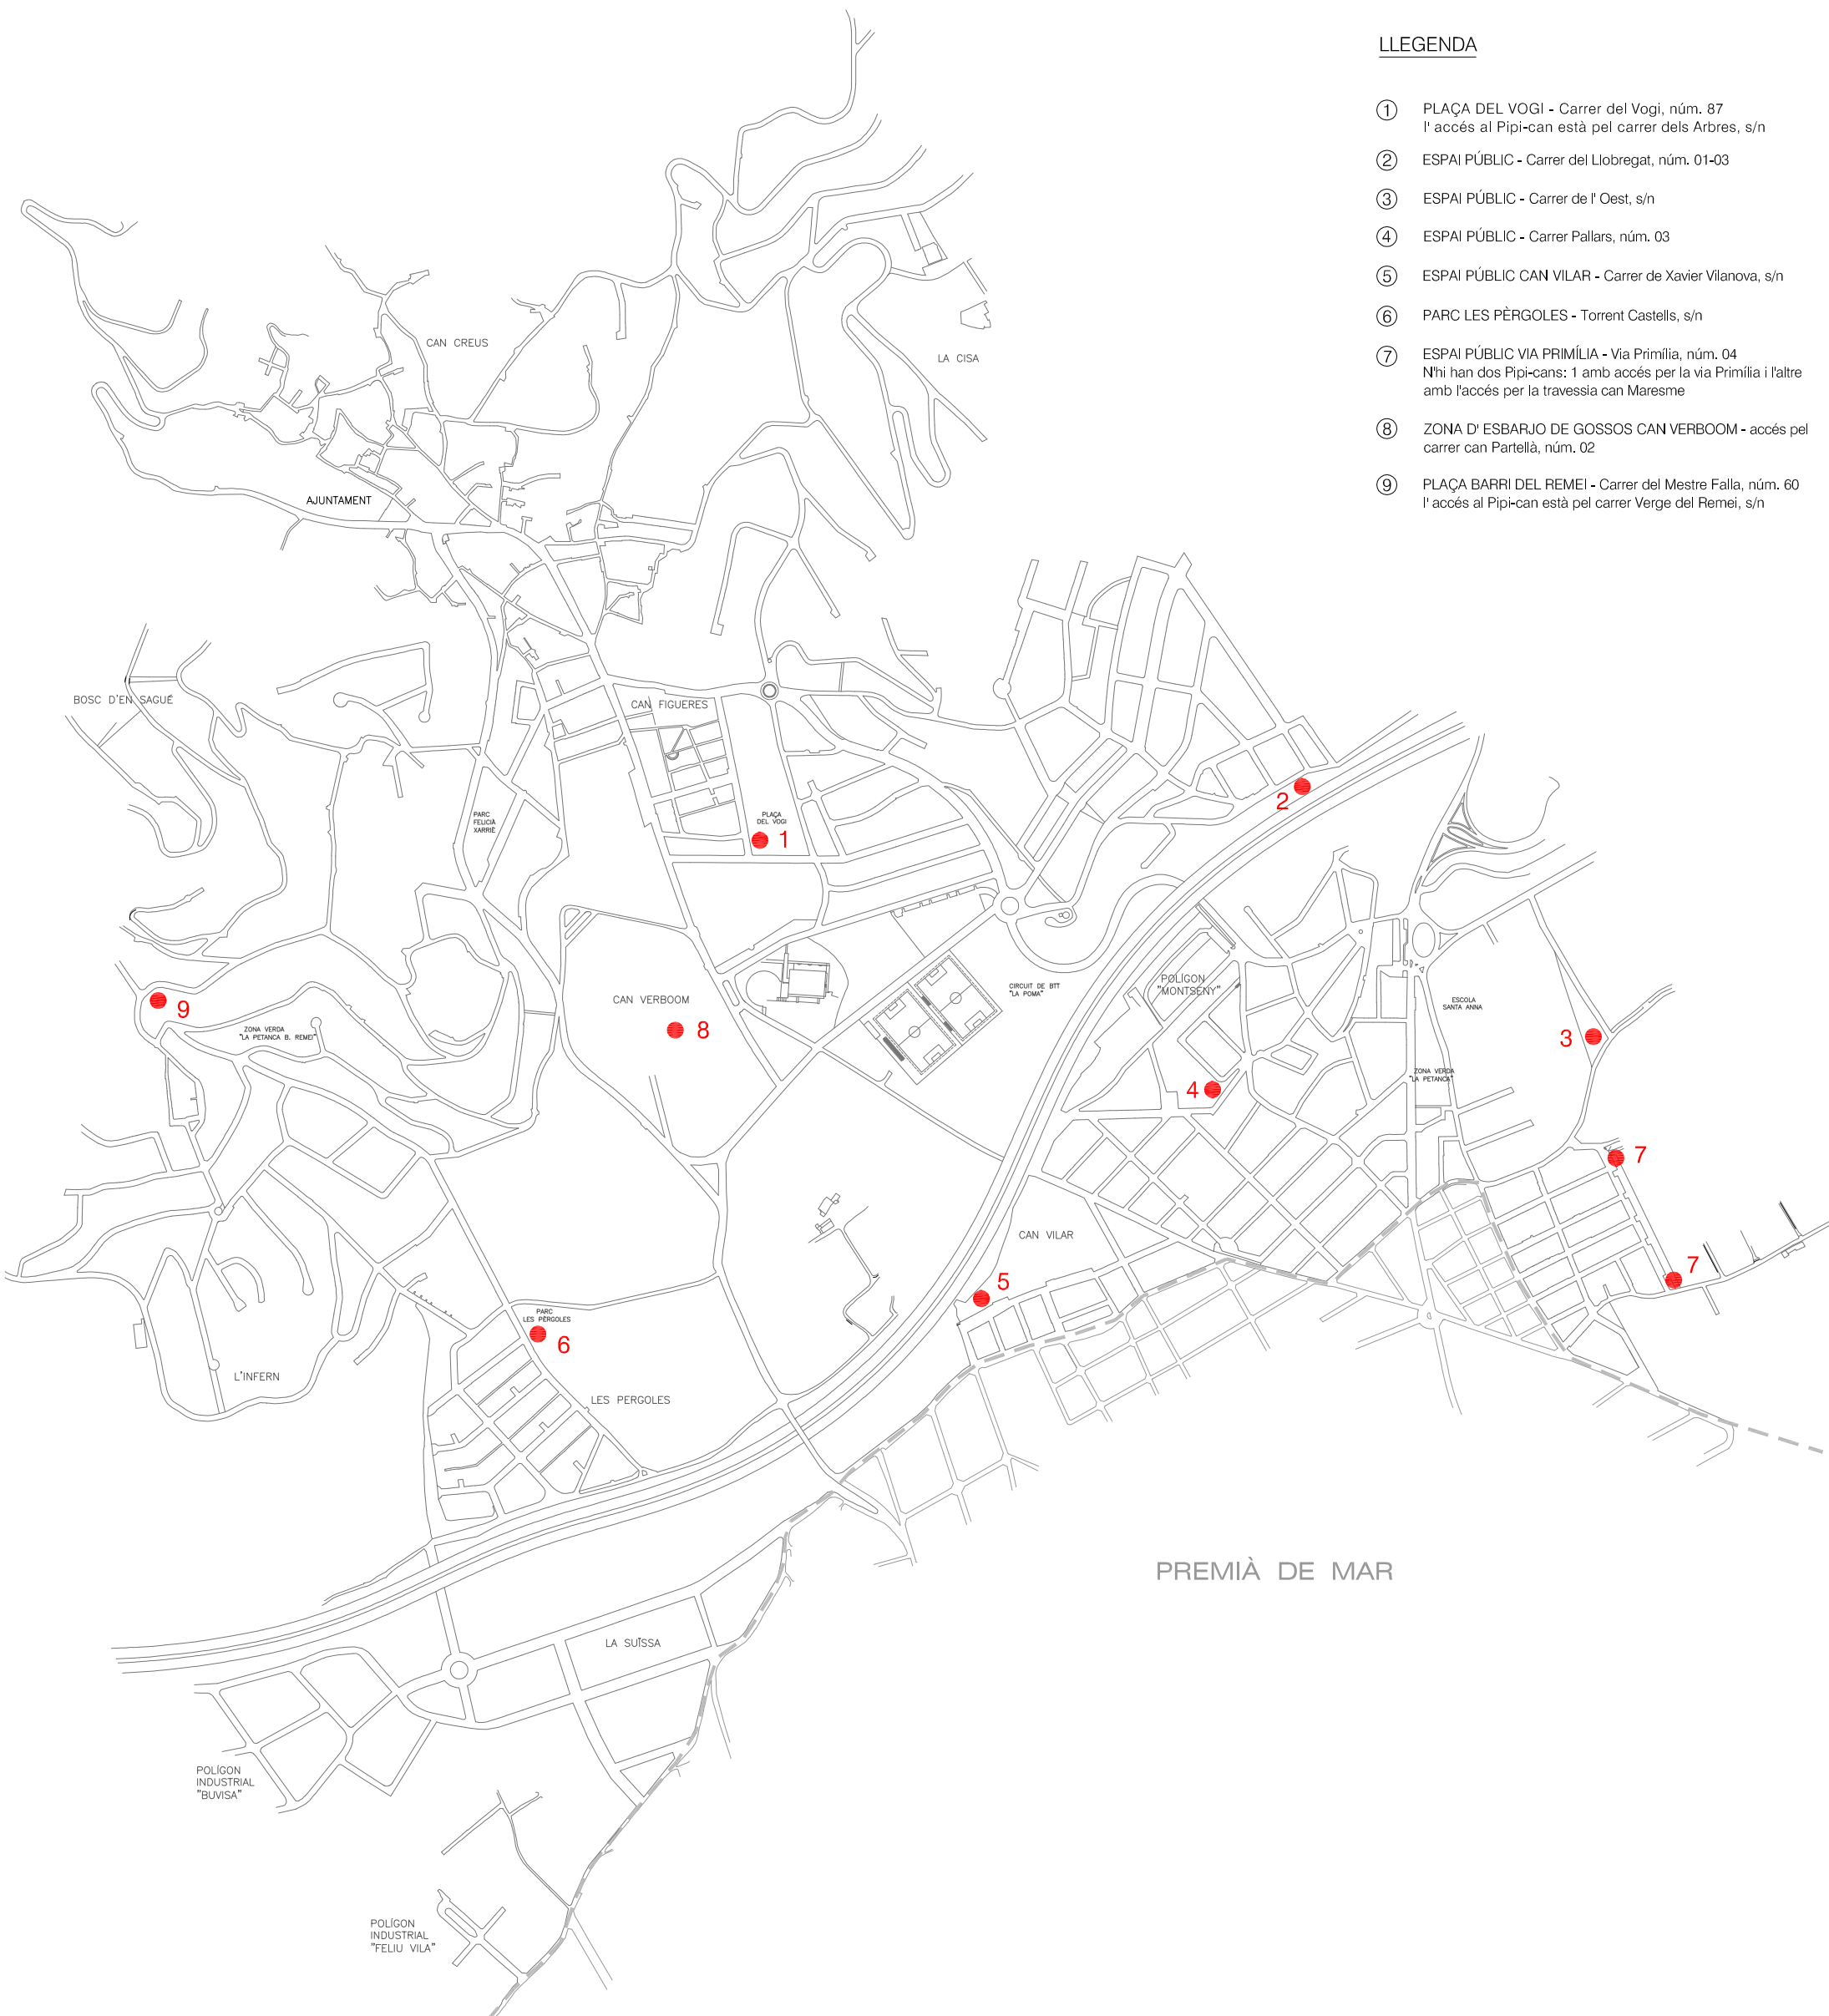 LLEGENDA
1 PLAÇA DEL VOGI - Carrer del Vogi, núm. 87
l' accés al Pipi-can està pel carrer dels Arbres, s/n
2 ESPAI PÚBLIC - Carrer del Llobregat, núm. 01-03
3 ESPAI PÚBLIC - Carrer de l' Oest, s/n
4 ESPAI PÚBLIC - Carrer Pallars, núm. 03
5 ESPAI PÚBLIC CAN VILAR - Carrer de Xavier Vilanova, s/n
6 PARC LES PÈRGOLES - Torrent Castells, s/n
7 ESPAI PÚBLIC VIA PRIMÍLIA - Via Primília, núm. 04
N'hi han dos Pipi-cans: 1 amb accés per la via Primília i l'altre
amb l'accés per la travessia can Maresme
8 ZONA D' ESBARJO DE GOSSOS CAN VERBOOM - accés pel
carrer can Partellà, núm. 02
9 PLAÇA BARRI DEL REMEI - Carrer del Mestre Falla, núm. 60
l' accés al Pipi-can està pel carrer Verge del Remei, s/n
CAN CREUS
LA CISA
AJUNTAMENT
BOSC D'EN SAGUÉ
CAN FIGUERES
2
PARC
FELICIÀ
XARRIÉ
PLAÇA
DEL VOGI
1
CIRCUIT DE BTT
"LA POMA"
POLÍGON
"MONTSENY"
CAN VERBOOM
8
9
ESCOLA
SANTA ANNA
ZONA VERDA
"LA PETANCA B. REMEI"
3
ZONA VERDA
"LA PETANCA"
4
7
CAN VILAR
7
5
PARC
LES PÈRGOLES
6
L'INFERN
LES PERGOLES
PREMIÀ DE MAR
LA SUÏSSA
POLÍGON
INDUSTRIAL
"BUVISA"
POLÍGON
INDUSTRIAL
"FELIU VILA"